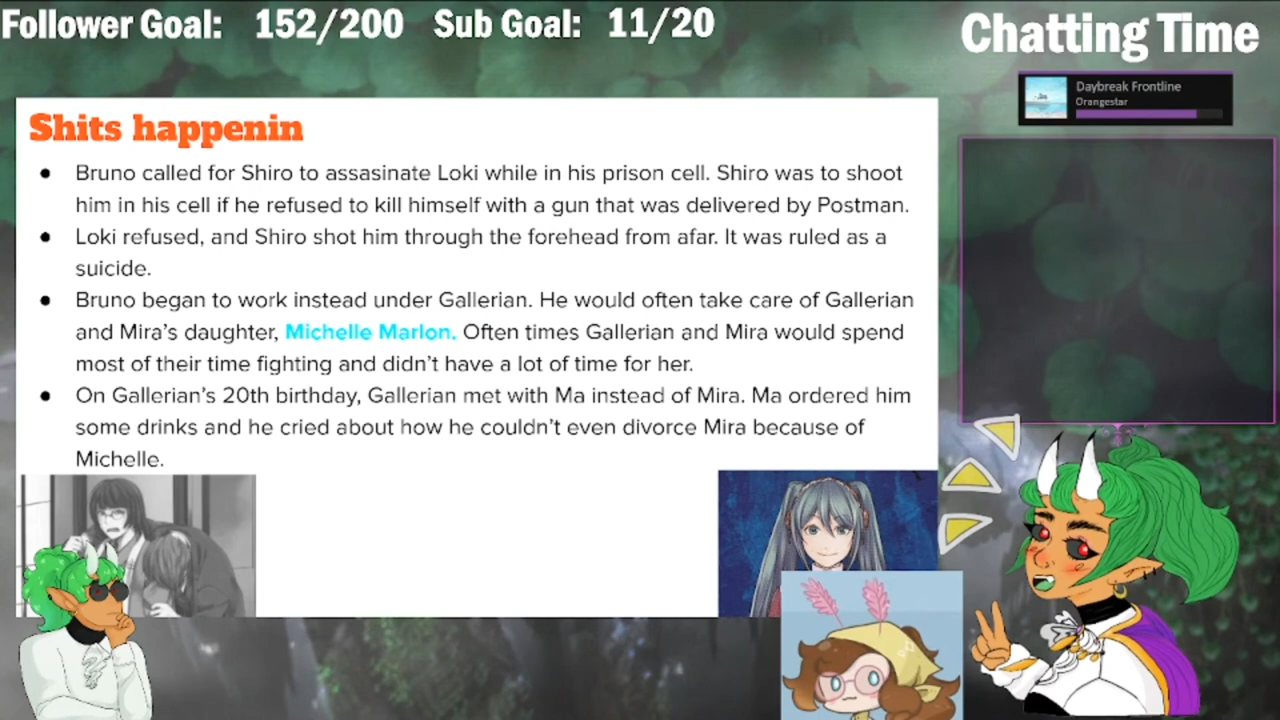 Follower Goal: 152/200 Sub Goal: 11/20
Chatting Time
Daybreak Frontline
Orangestar
Shits happenin
● Bruno called for Shiro to assasinate Loki while in his prison cell. Shiro was to shoot
him in his cell if he refused to kill himself with a gun that was delivered by Postman.
● Loki refused, and Shiro shot him through the forehead from afar. It was ruled as a
suicide.
● Bruno began to work instead under Gallerian. He would often take care of Gallerian
and Mira’s daughter, Michelle Marlon. Often times Gallerian and Mira would spend
most of their time fighting and didn’t have a lot of time for her.
● On Gallerian’s 20th birthday, Gallerian met with Ma instead of Mira. Ma ordered him
some drinks and he cried about how he couldn’t even divorce Mira because of
Michelle.